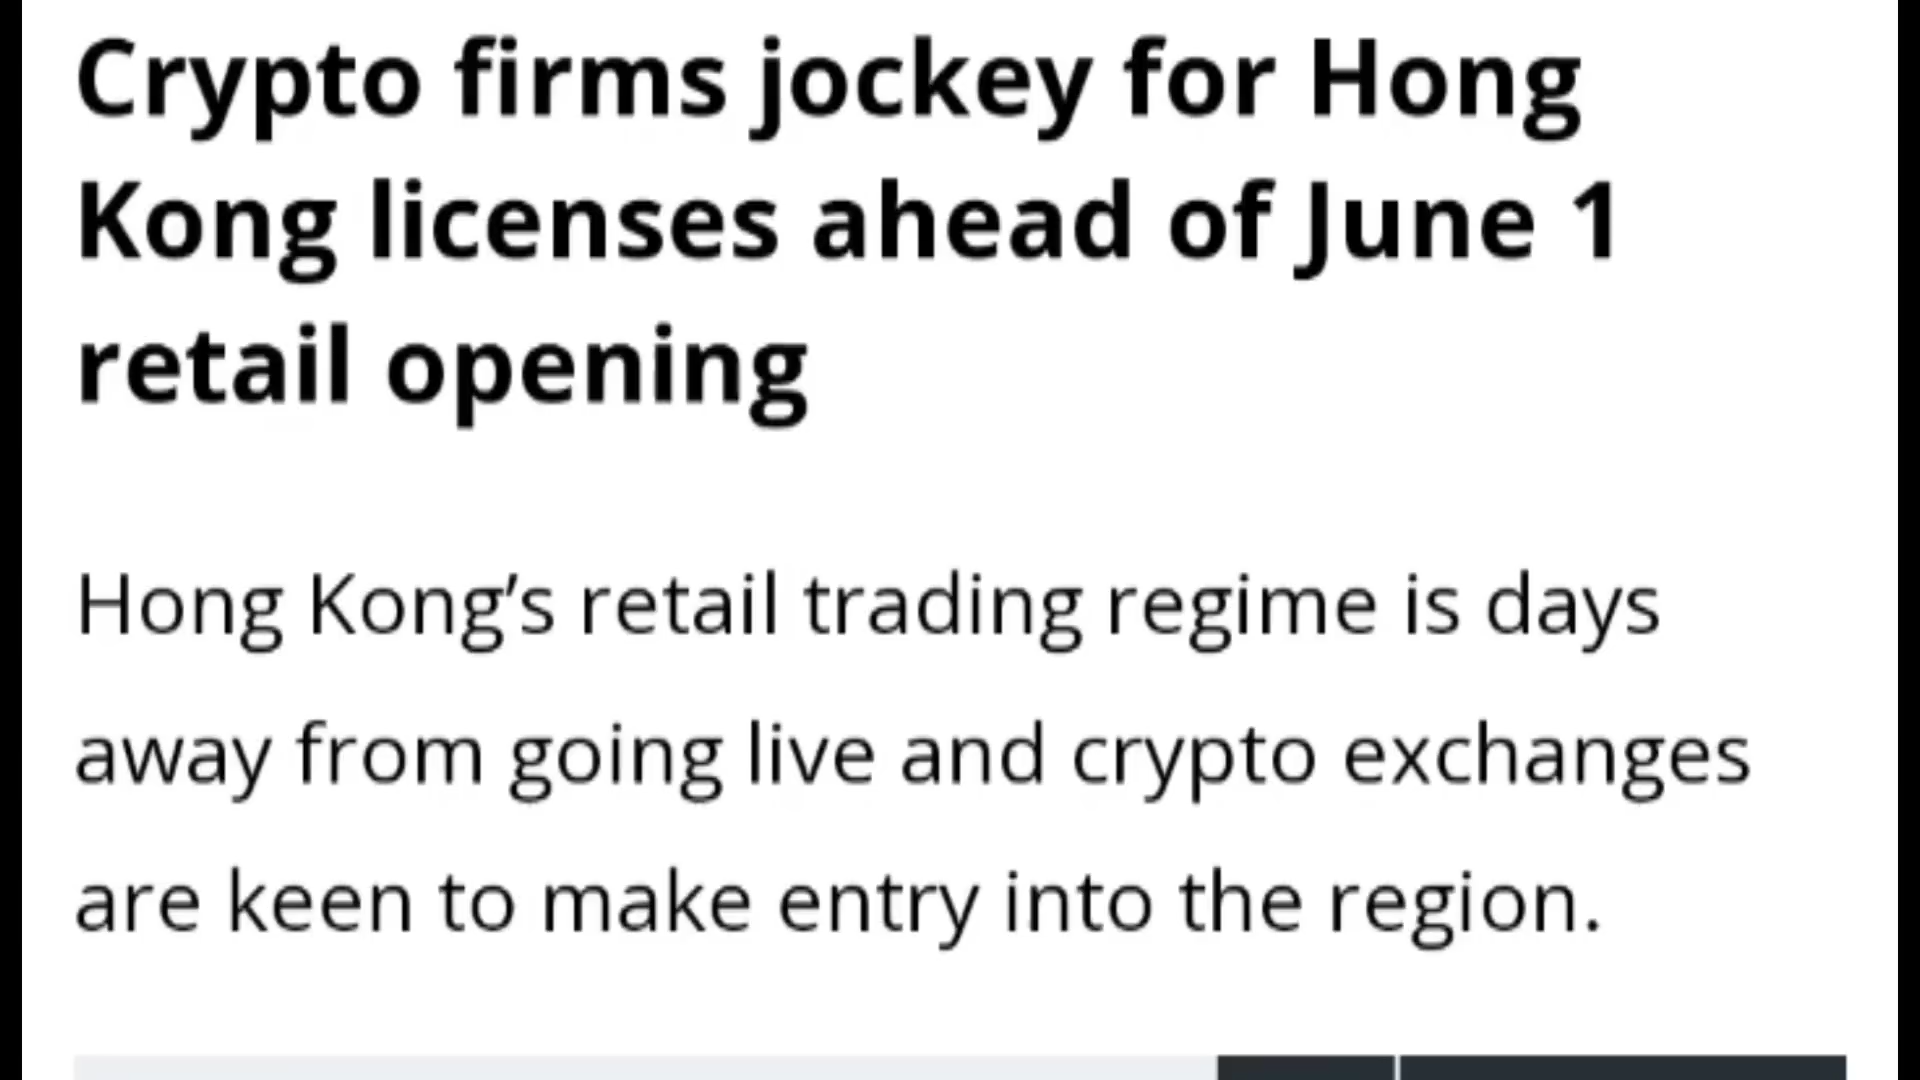 Crypto firms jockey for Hong
Kong licenses ahead of June 1
retail opening
Hong Kong’s retail trading regime is days
away from going live and crypto exchanges
are keen to make entry into the region.